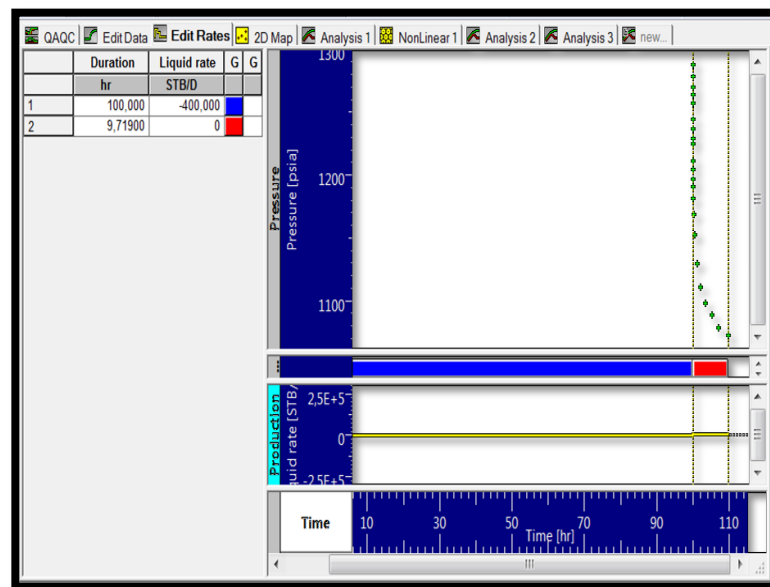 QAQC Edit Data Edit Rates 2D Map Analysis 1 NonLinear 1 Analysis 2 Analysis 3 new...
Duration Liquid rate G G
hr STB/D
1 100,000 -400,000
2 9,71900 0
Pressure
Pressure [psia]
1300
1200
1100
Production
quid rate [STB/
2,5E+5
0
-2,5E+5
Time
10 30 50 70 90 110
Time [hr]